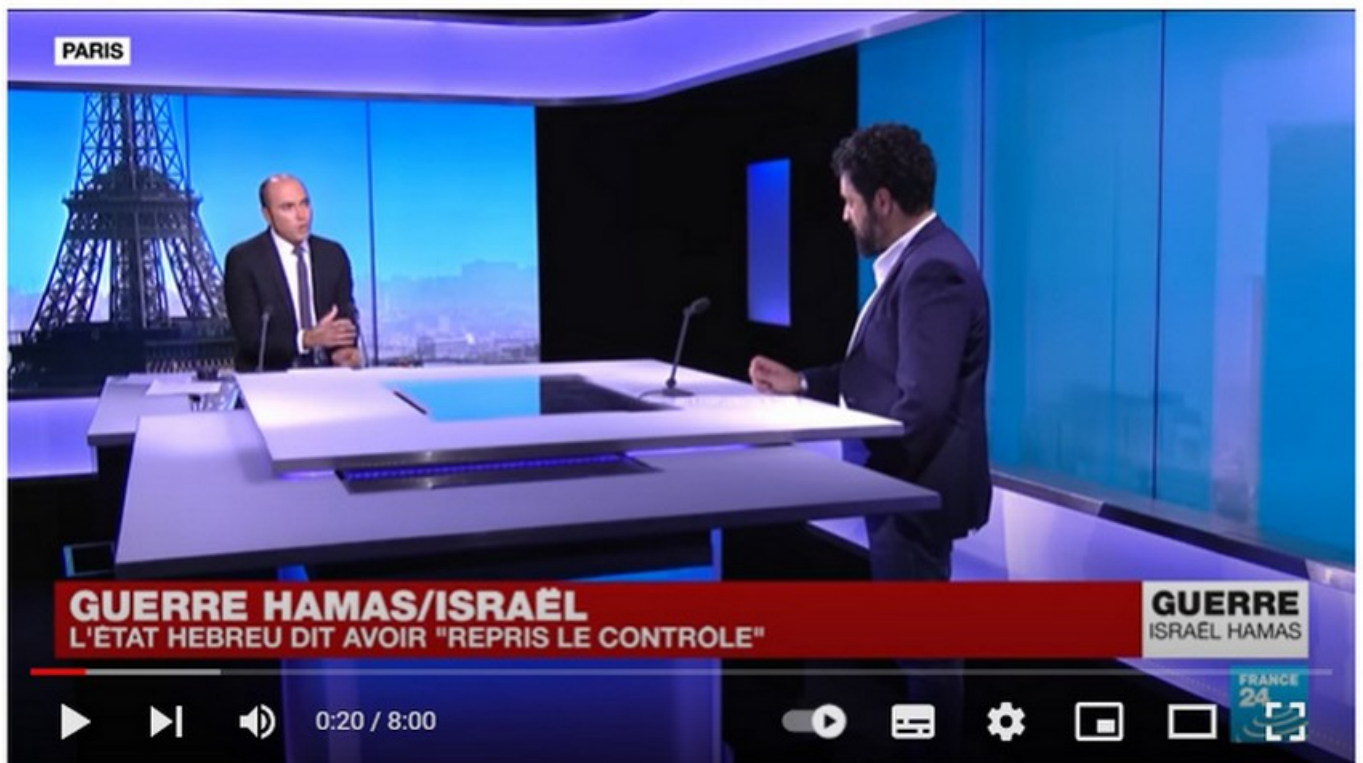 PARIS
GUERRE HAMAS/ISRAËL
L'ÉTAT HEBREU DIT AVOIR "REPRIS LE CONTRÔLE"
GUERRE
ISRAËL HAMAS
FRANCE
24
0:20 / 8:00